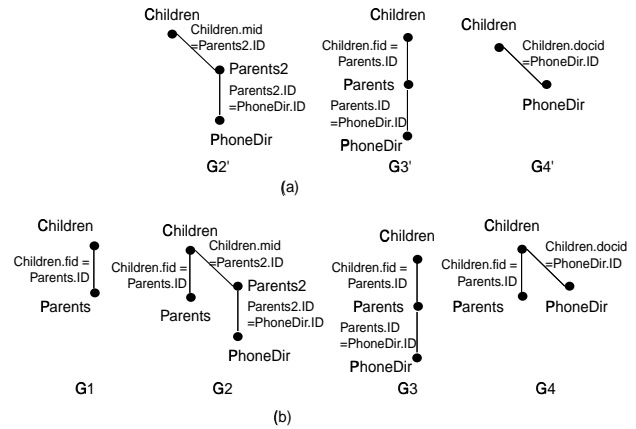 Children
Children.mid
=Parents2.ID
Parents2
Parents2.ID
=PhoneDir.ID
PhoneDir
G2'
Children
Children.fid =
Parents.ID
Parents
Parents.ID
=PhoneDir.ID
PhoneDir
G3'
Children
Children.docid
=PhoneDir.ID
PhoneDir
G4'
(a)
Children
Children.fid =
Parents.ID
Parents
G1
Children
Children.mid
=Parents2.ID
Children.fid =
Parents.ID
Parents2
Parents
Parents2.ID
=PhoneDir.ID
PhoneDir
G2
Children
Children.fid =
Parents.ID
Parents
Parents.ID
=PhoneDir.ID
PhoneDir
G3
Children
Children.docid
=PhoneDir.ID
Children.fid =
Parents.ID
Parents
PhoneDir
G4
(b)